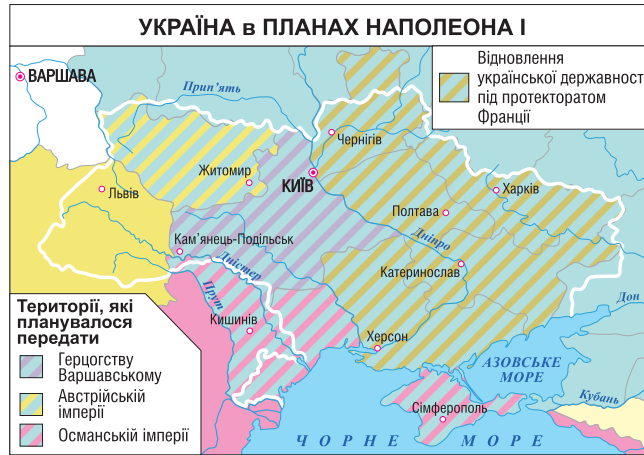 УКРАЇНА в ПЛАНАХ НАПОЛЕОНА І
ВАРШАВА
Прип’ять
Відновлення
української державност
під протекторатом
Франції
Чернігів
Житомир
КИЇВ
Харків
Львів
Полтава
Дніпро
Кам’янець-Подільськ
Дністер
Катеринослав
Дон
Прут
Території, які
планувалося
передати
Кишинів
Херсон
Герцогству
Варшавському
АЗОВСЬКЕ
МОРЕ
Австрійській
імперії
Кубань
Сімферополь
Османській імперії
ЧОРНЕ МОРЕ